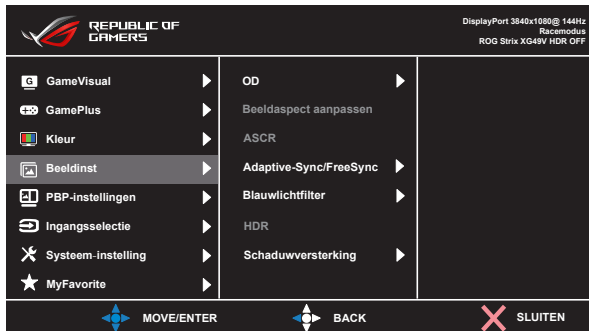 REPUBLIC OF
GAMERS
DisplayPort 3840x1080@ 144Hz
Racemodus
ROG Strix XG49V HDR OFF
G GameVisual
GamePlus
Kleur
Beeldinst
PBP-instellingen
Ingangsselectie
Systeem-instelling
MyFavorite
OD
Beeldaspect aanpassen
ASCR
Adaptive-Sync/FreeSync
Blauwlichtfilter
HDR
Schaduwversterking
MOVE/ENTER
BACK
SLUITEN